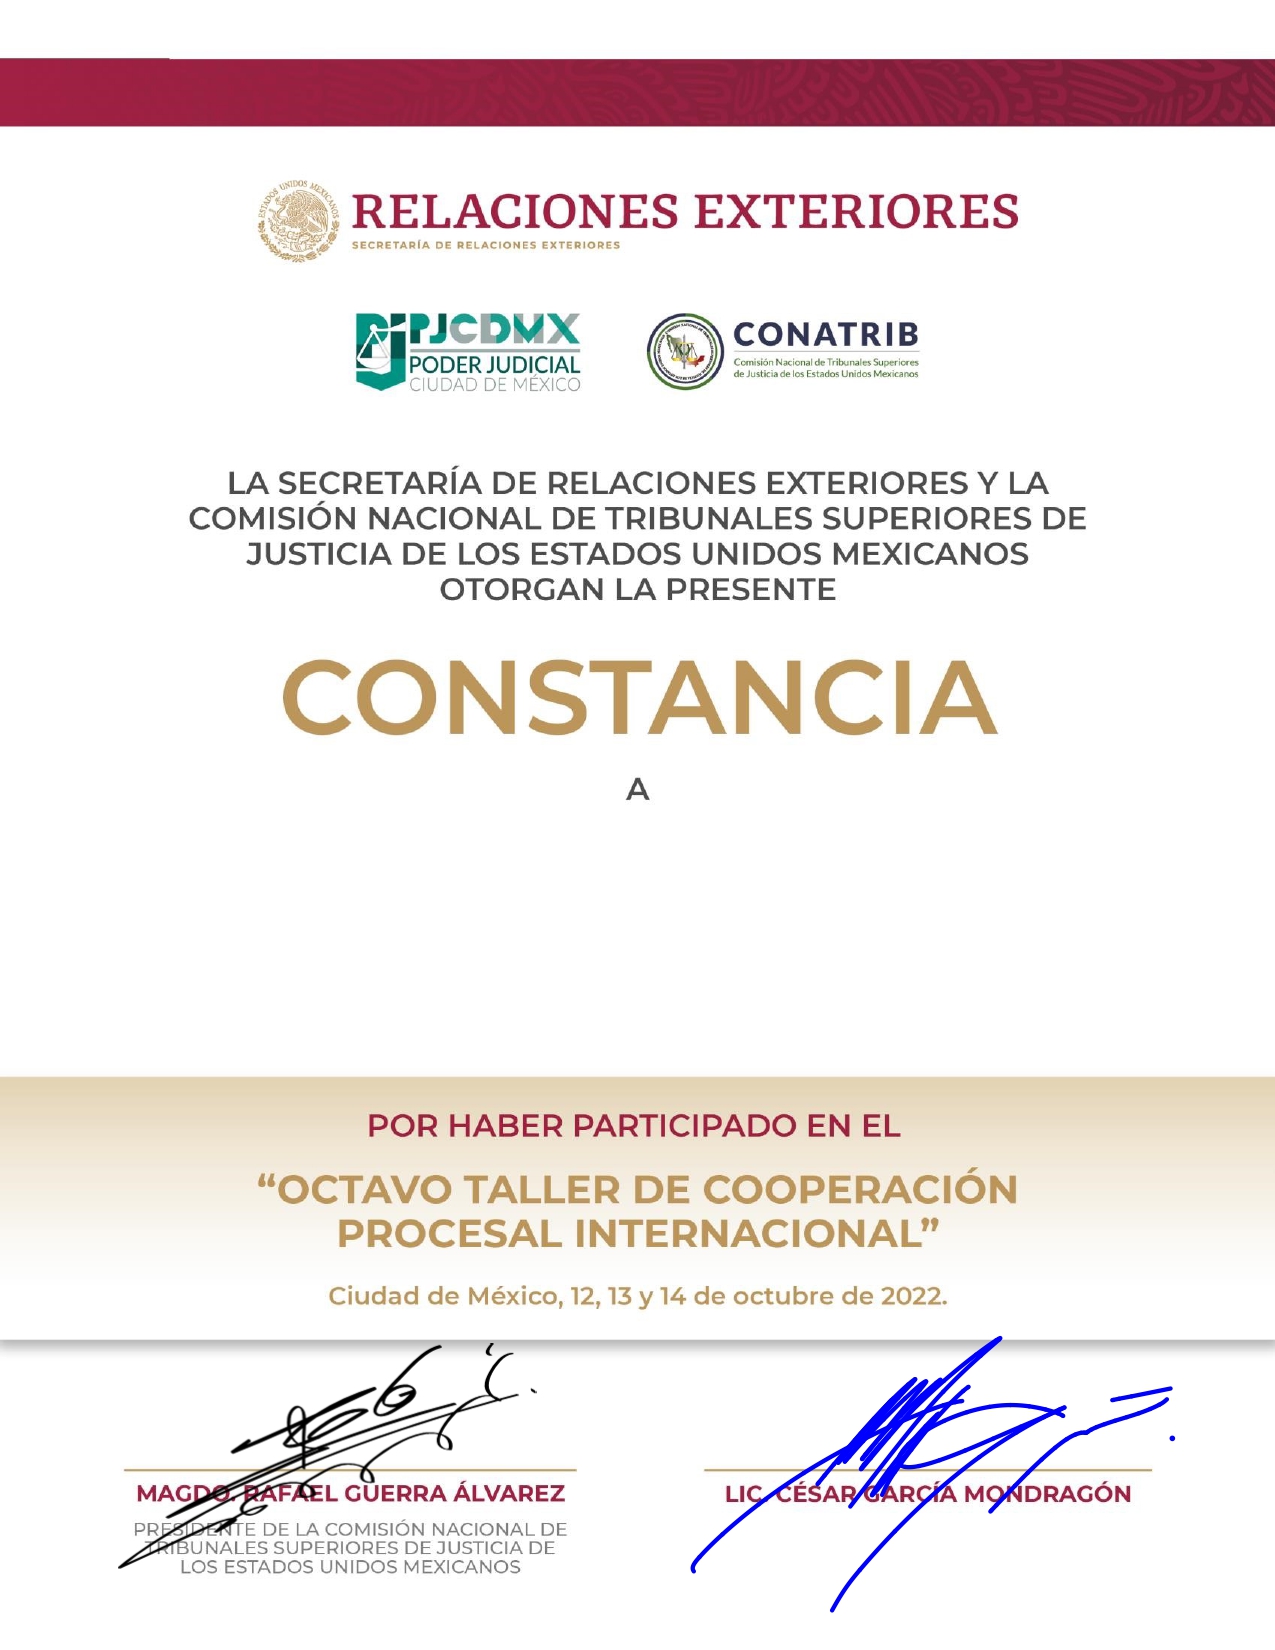 ESTADOS UNIDOS MEXICANOS
RELACIONES EXTERIORES
SECRETARÍA DE RELACIONES EXTERIORES
PJCDMX
PODER JUDICIAL
CIUDAD DE MÉXICO
CONATRIB
Comisión Nacional de Tribunales Superiores
de Justicia de los Estados Unidos Mexicanos
LA SECRETARÍA DE RELACIONES EXTERIORES Y LA
COMISIÓN NACIONAL DE TRIBUNALES SUPERIORES DE
JUSTICIA DE LOS ESTADOS UNIDOS MEXICANOS
OTORGAN LA PRESENTE
CONSTANCIA
A
POR HABER PARTICIPADO EN EL
“OCTAVO TALLER DE COOPERACIÓN
PROCESAL INTERNACIONAL”
Ciudad de México, 12, 13 y 14 de octubre de 2022.
MAGDO. RAFAEL GUERRA ÁLVAREZ
PRESIDENTE DE LA COMISIÓN NACIONAL DE
TRIBUNALES SUPERIORES DE JUSTICIA DE
LOS ESTADOS UNIDOS MEXICANOS
LIC. CÉSAR GARCÍA MONDRAGÓN